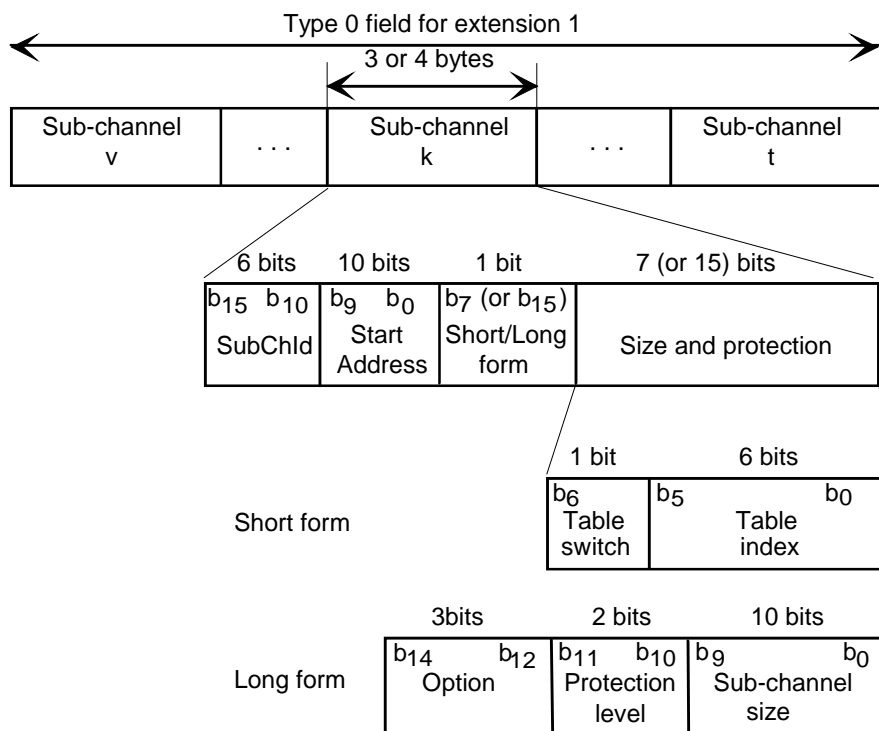 Type 0 field for extension 1
3 or 4 bytes
Sub-channel v
. . .
Sub-channel k
. . .
Sub-channel t
6 bits
10 bits
1 bit
7 (or 15) bits
b15 b10
SubChId
b9 b0
Start
Address
b7 (or b15)
Short/Long
form
Size and protection
1 bit
6 bits
Short form
b6
Table
switch
b5 b0
Table
index
3bits
2 bits
10 bits
Long form
b14 b12
Option
b11 b10
Protection
level
b9 b0
Sub-channel
size